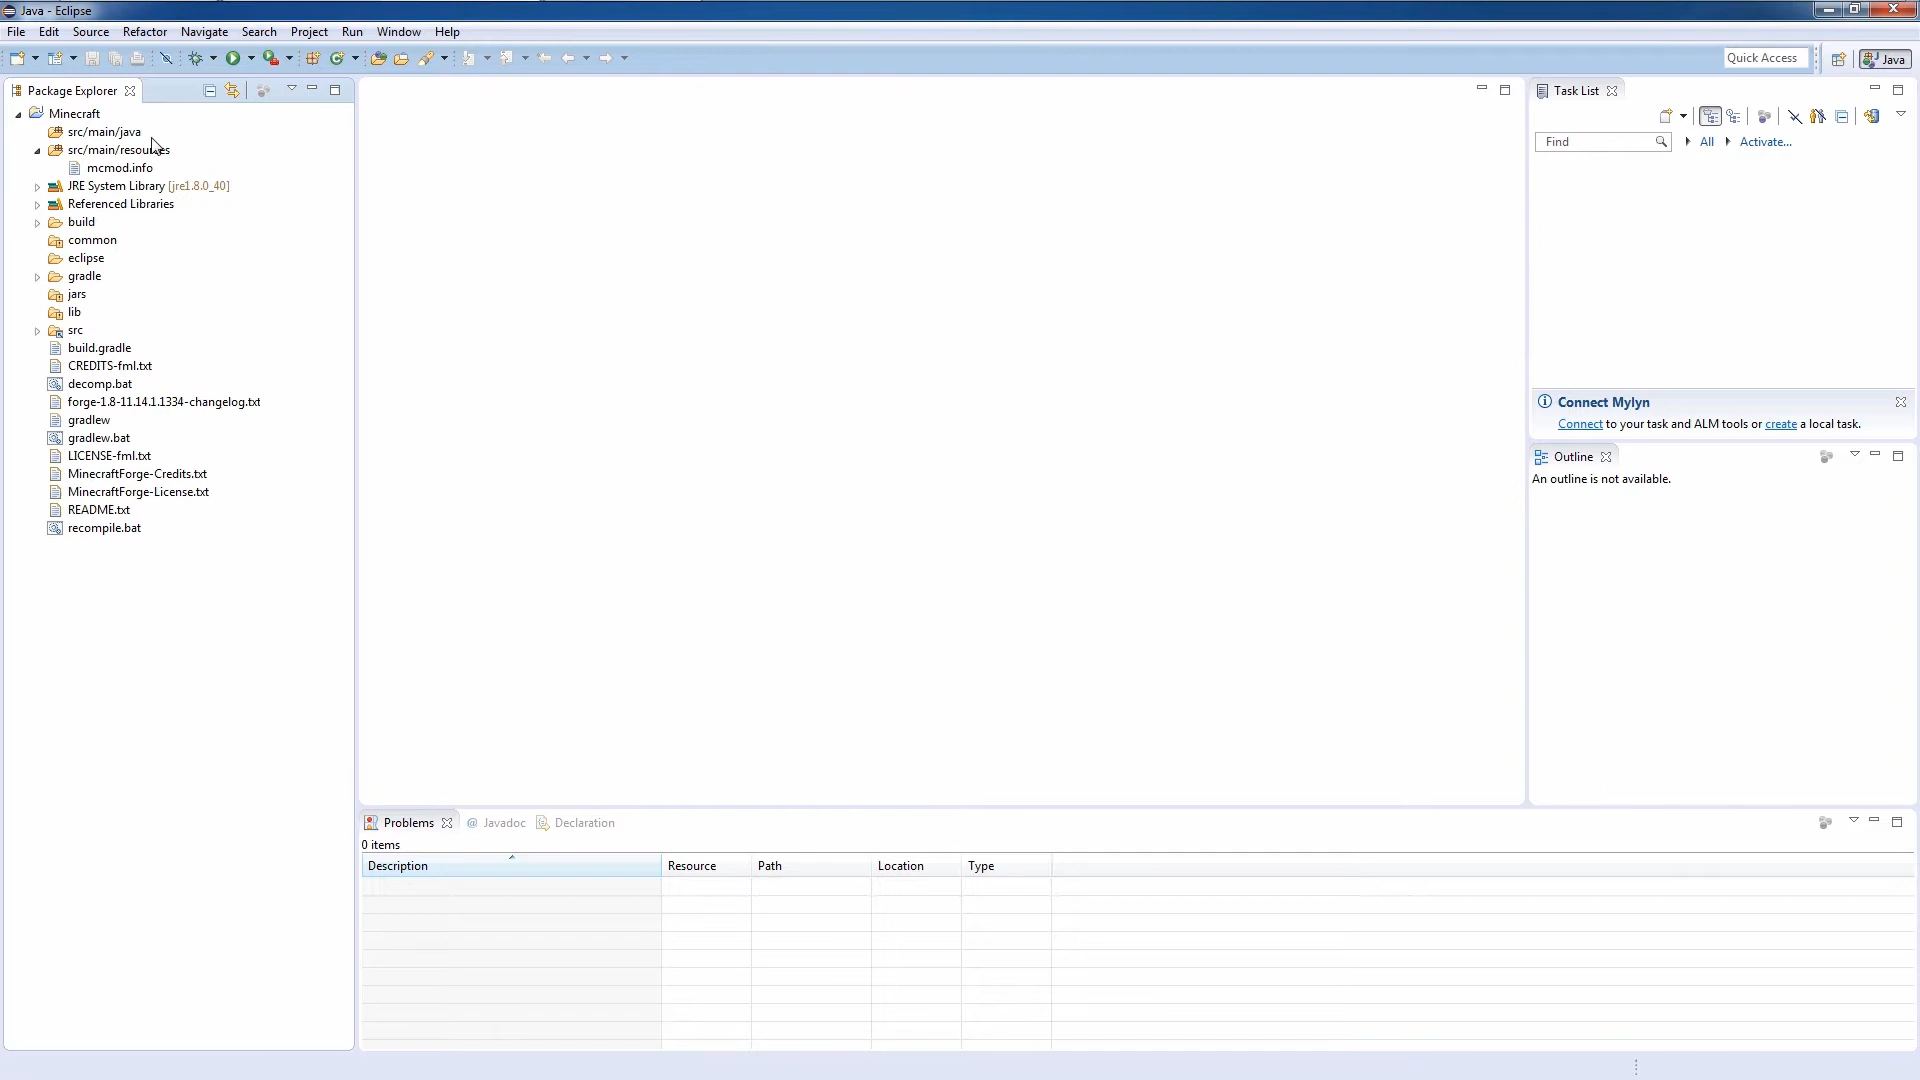 Java - Eclipse
File Edit Source Refactor Navigate Search Project Run Window Help
Quick Access
Java
Package Explorer
Minecraft
src/main/java
src/main/resources
mcmod.info
JRE System Library [jre1.8.0_40]
Referenced Libraries
build
common
eclipse
gradle
jars
lib
src
build.gradle
CREDITS-fml.txt
decomp.bat
forge-1.8-11.14.1.1334-changelog.txt
gradlew
gradlew.bat
LICENSE-fml.txt
MinecraftForge-Credits.txt
MinecraftForge-License.txt
README.txt
recompile.bat
Task List
Find
All
Activate...
Connect Mylyn
Connect to your task and ALM tools or create a local task.
Outline
An outline is not available.
Problems @ Javadoc Declaration
0 items
Description Resource Path Location Type